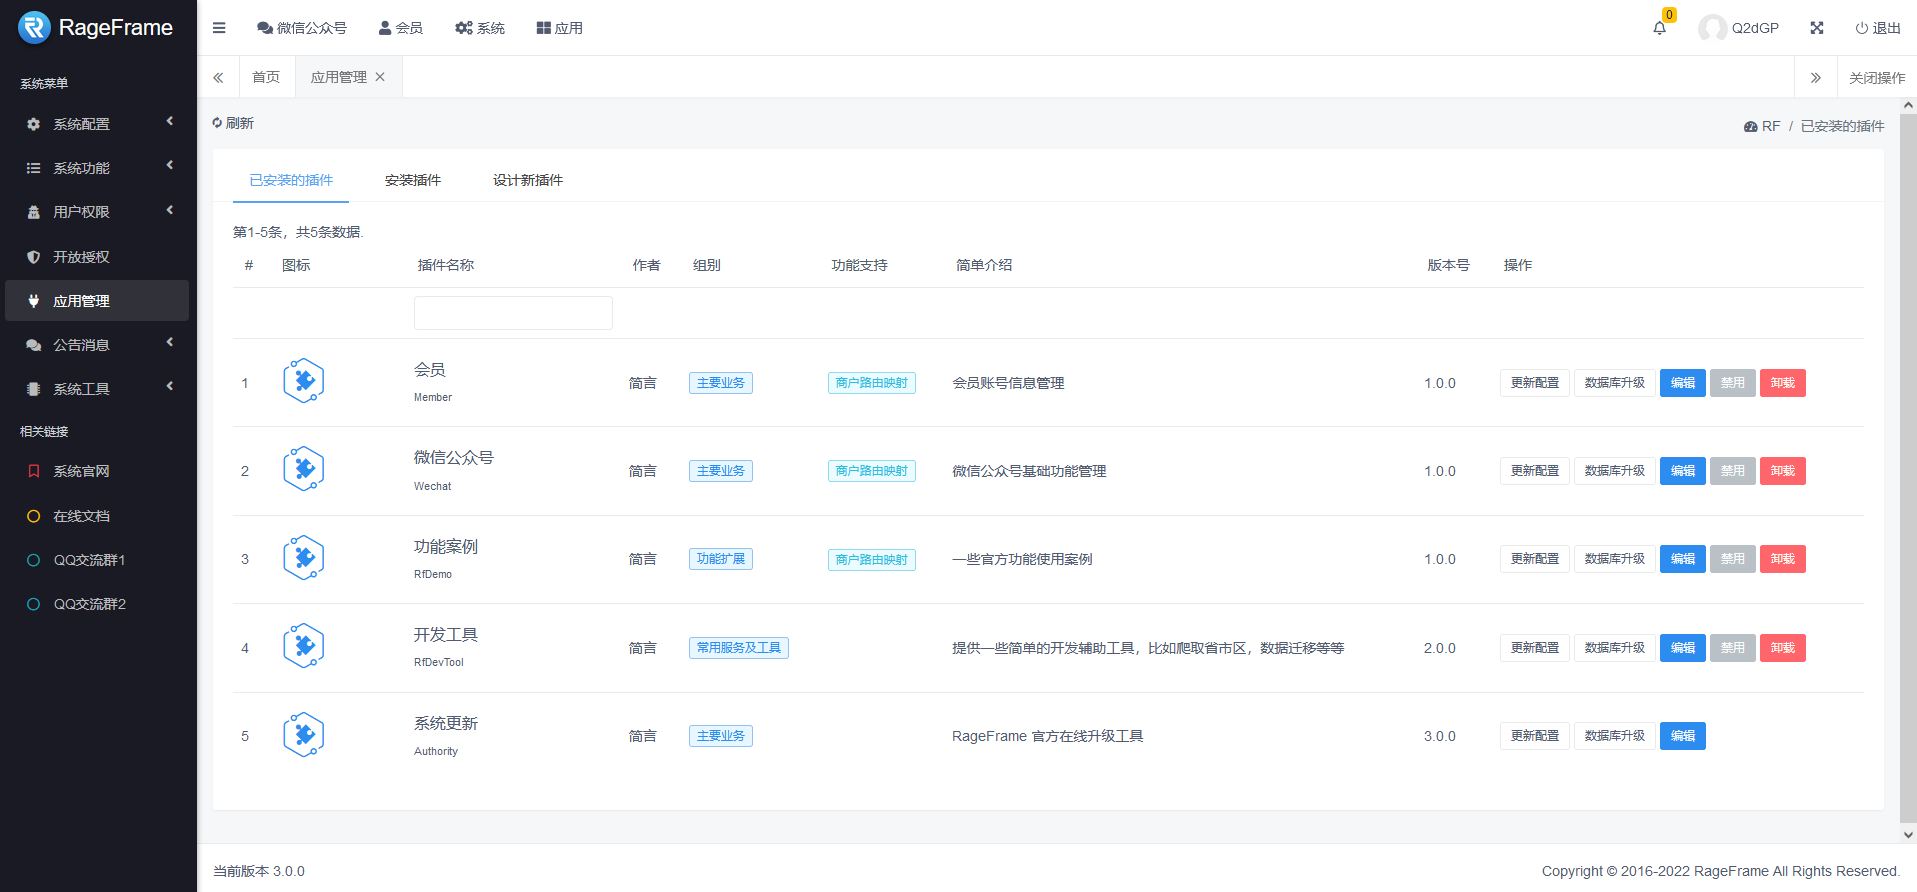 RageFrame
微信公众号 会员 系统 应用 0 Q2dGP 退出
首页 应用管理 关闭操作
系统菜单
系统配置
系统功能
用户权限
开放授权
应用管理
公告消息
系统工具
相关链接
系统官网
在线文档
QQ交流群1
QQ交流群2
刷新
RF / 已安装的插件
已安装的插件 安装插件 设计新插件
第1-5条，共5条数据.
# 图标 插件名称 作者 组别 功能支持 简单介绍 版本号 操作
1 会员 Member 简言 主要业务 商户路由映射 会员账号信息管理 1.0.0 更新配置 数据库升级 编辑 禁用 卸载
2 微信公众号 Wechat 简言 主要业务 商户路由映射 微信公众号基础功能管理 1.0.0 更新配置 数据库升级 编辑 禁用 卸载
3 功能案例 RfDemo 简言 功能扩展 商户路由映射 一些官方功能使用案例 1.0.0 更新配置 数据库升级 编辑 禁用 卸载
4 开发工具 RfDevTool 简言 常用服务及工具 提供一些简单的开发辅助工具，比如爬取省市区，数据迁移等等 2.0.0 更新配置 数据库升级 编辑 禁用 卸载
5 系统更新 Authority 简言 主要业务 RageFrame 官方在线升级工具 3.0.0 更新配置 数据库升级 编辑
当前版本 3.0.0
Copyright © 2016-2022 RageFrame All Rights Reserved.